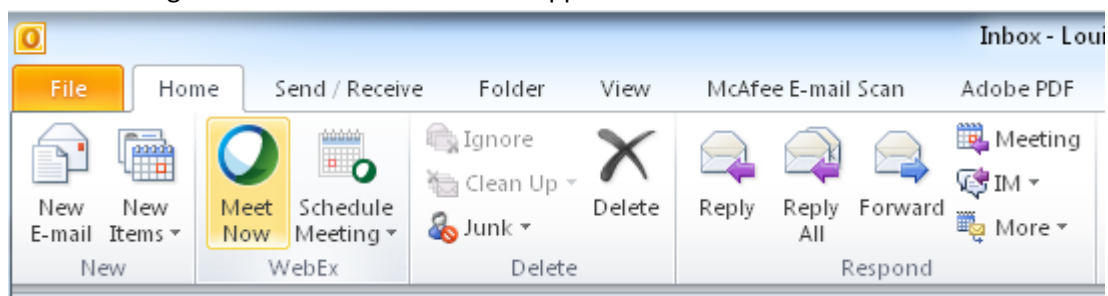 Inbox - Loui
File Home Send / Receive Folder View McAfee E-mail Scan Adobe PDF
New E-mail
New Items
Meet Now
Schedule Meeting
Ignore
Clean Up
Junk
Delete
Reply
Reply All
Forward
Meeting
IM
More
New WebEx Delete Respond